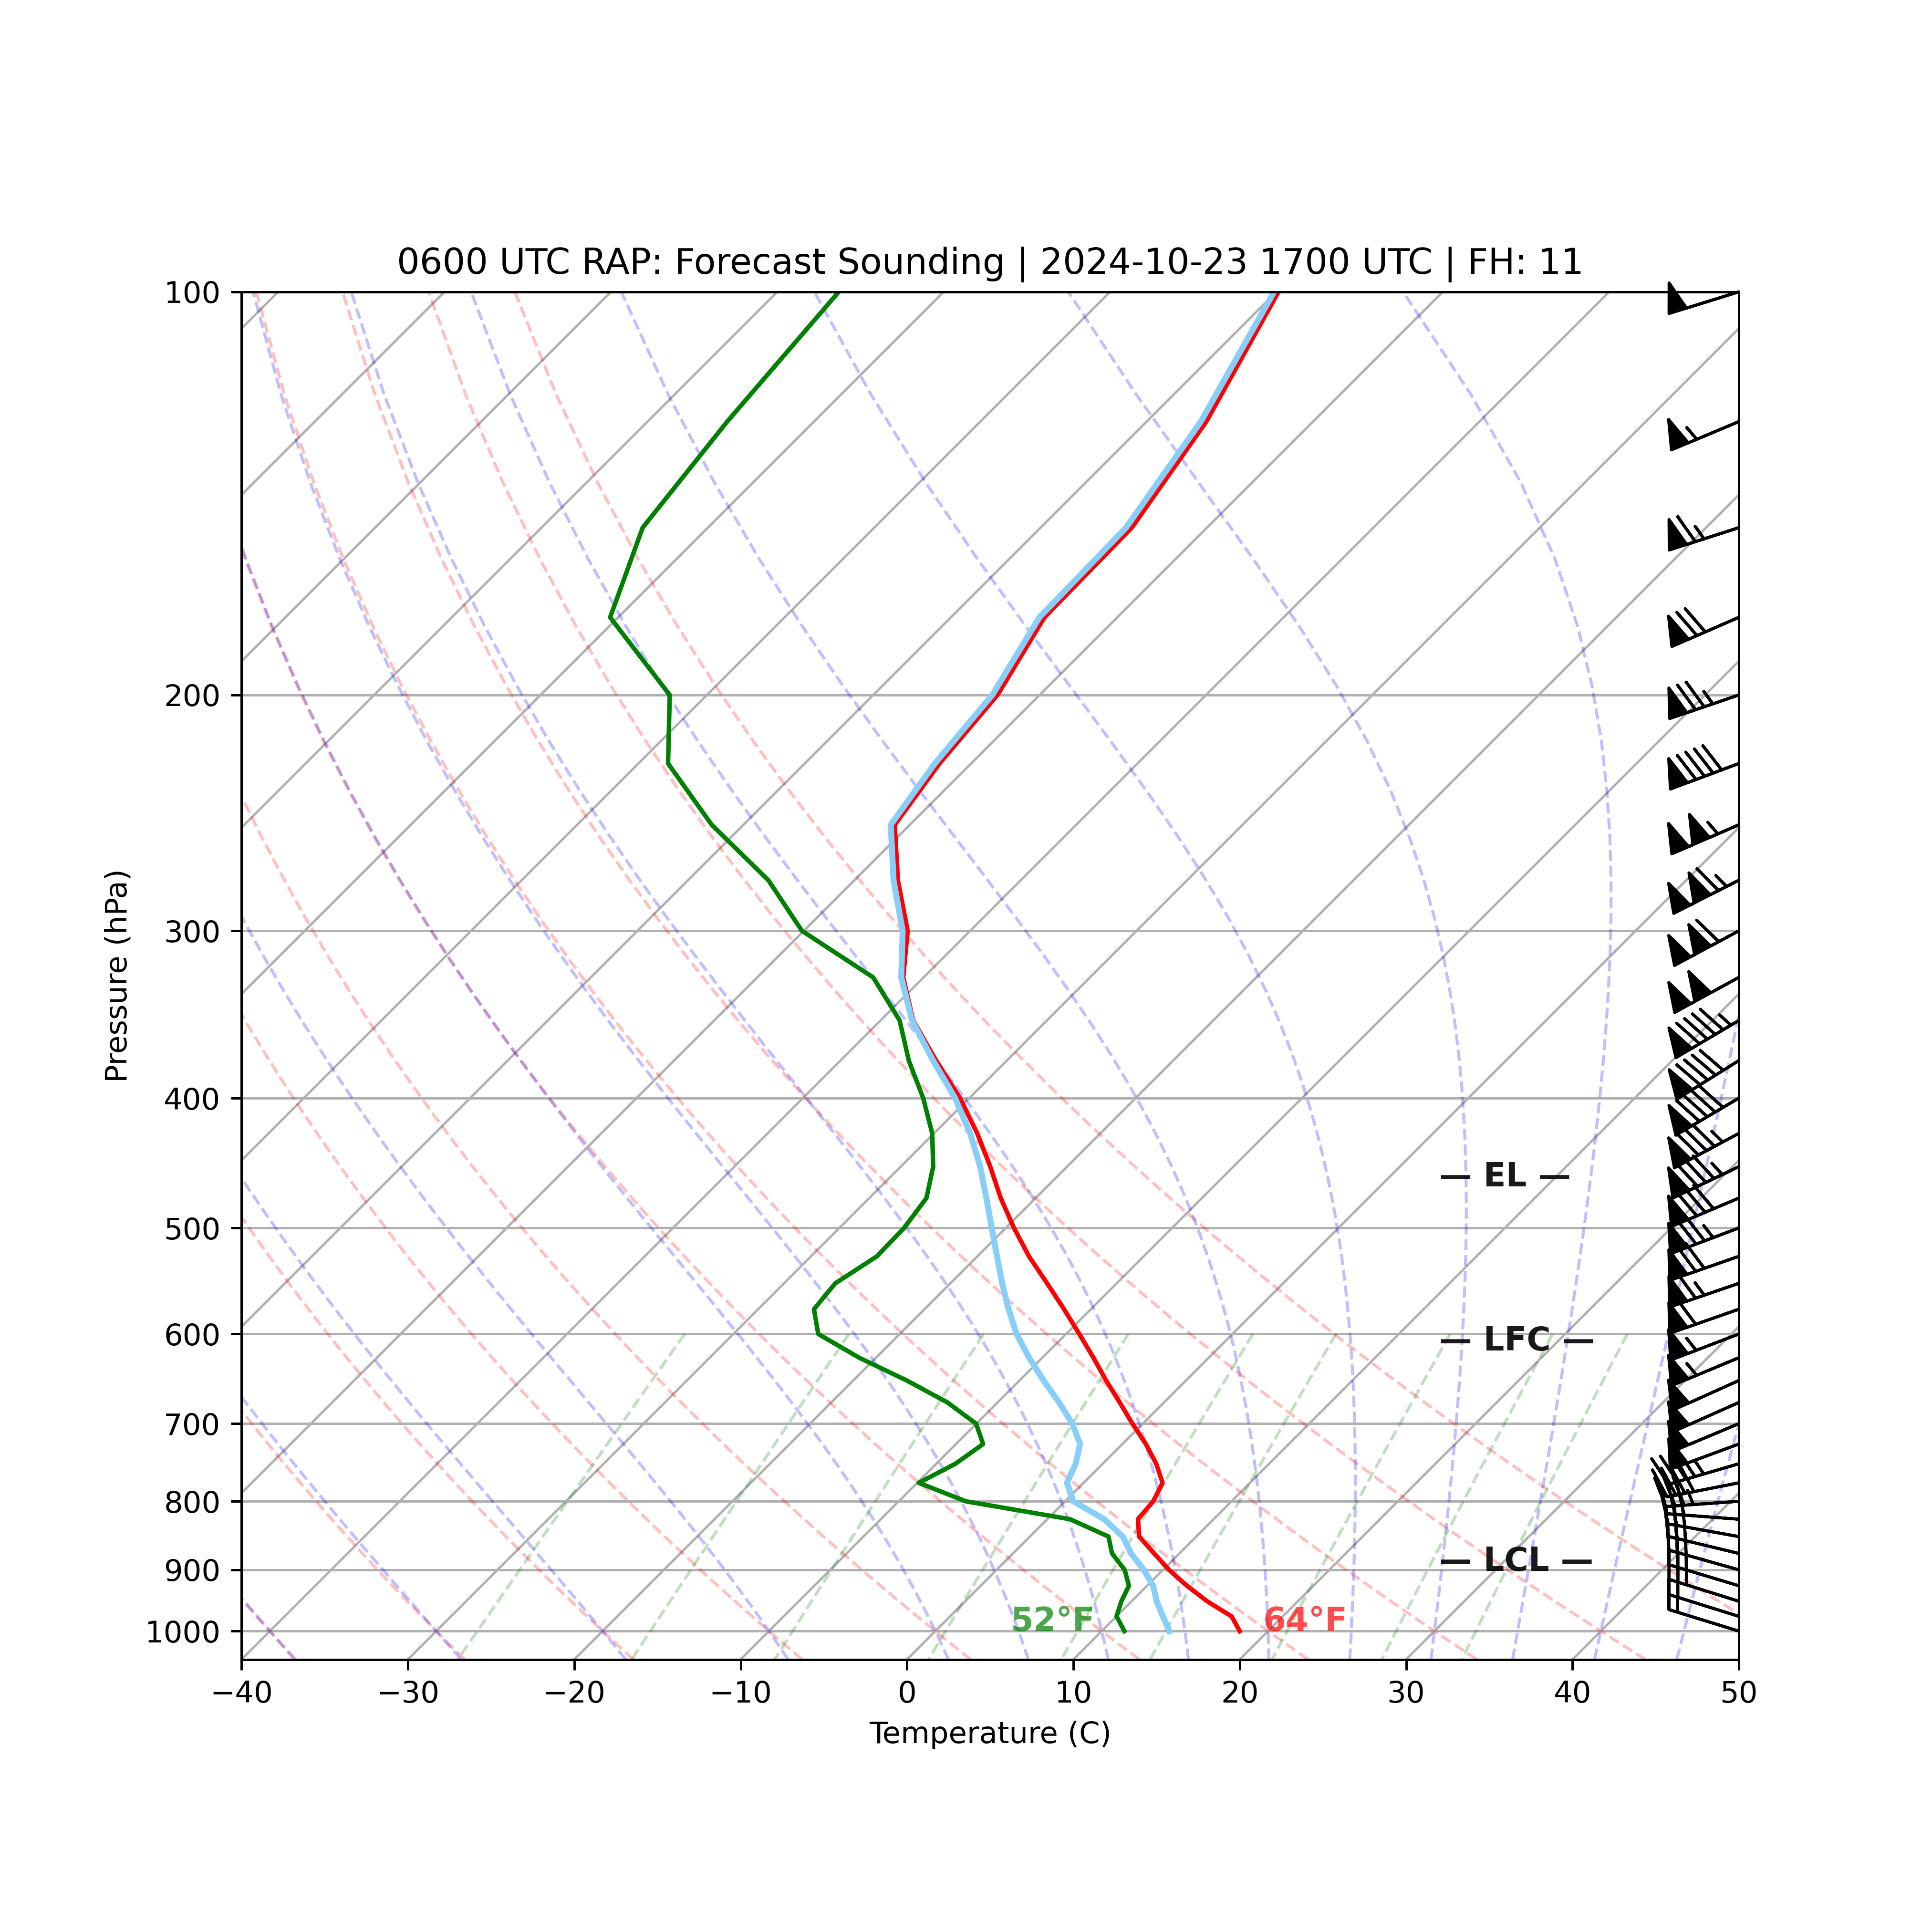 0600 UTC RAP: Forecast Sounding | 2024-10-23 1700 UTC | FH: 11
100
200
300
400
500
600
700
800
900
1000
Pressure (hPa)
— EL —
— LFC —
— LCL —
52°F
64°F
−40 −30 −20 −10 0 10 20 30 40 50
Temperature (C)